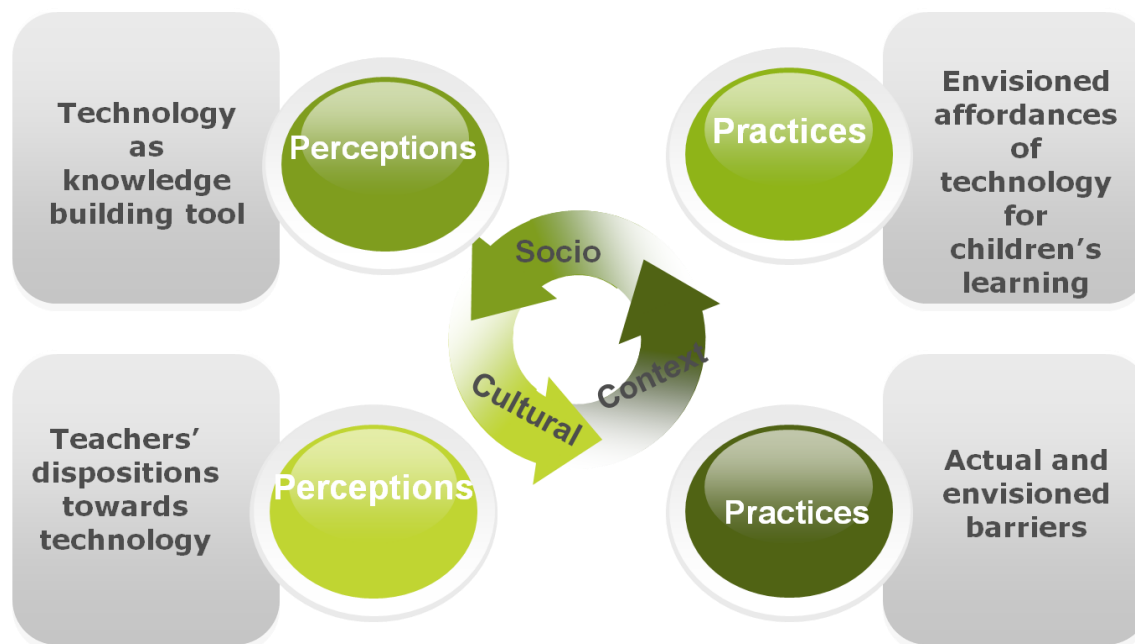 Technology
as
knowledge
building tool
Perceptions
Practices
Envisioned
affordances
of
technology
for
children’s
learning
Socio
Cultural
Context
Teachers’
dispositions
towards
technology
Perceptions
Practices
Actual and
envisioned
barriers